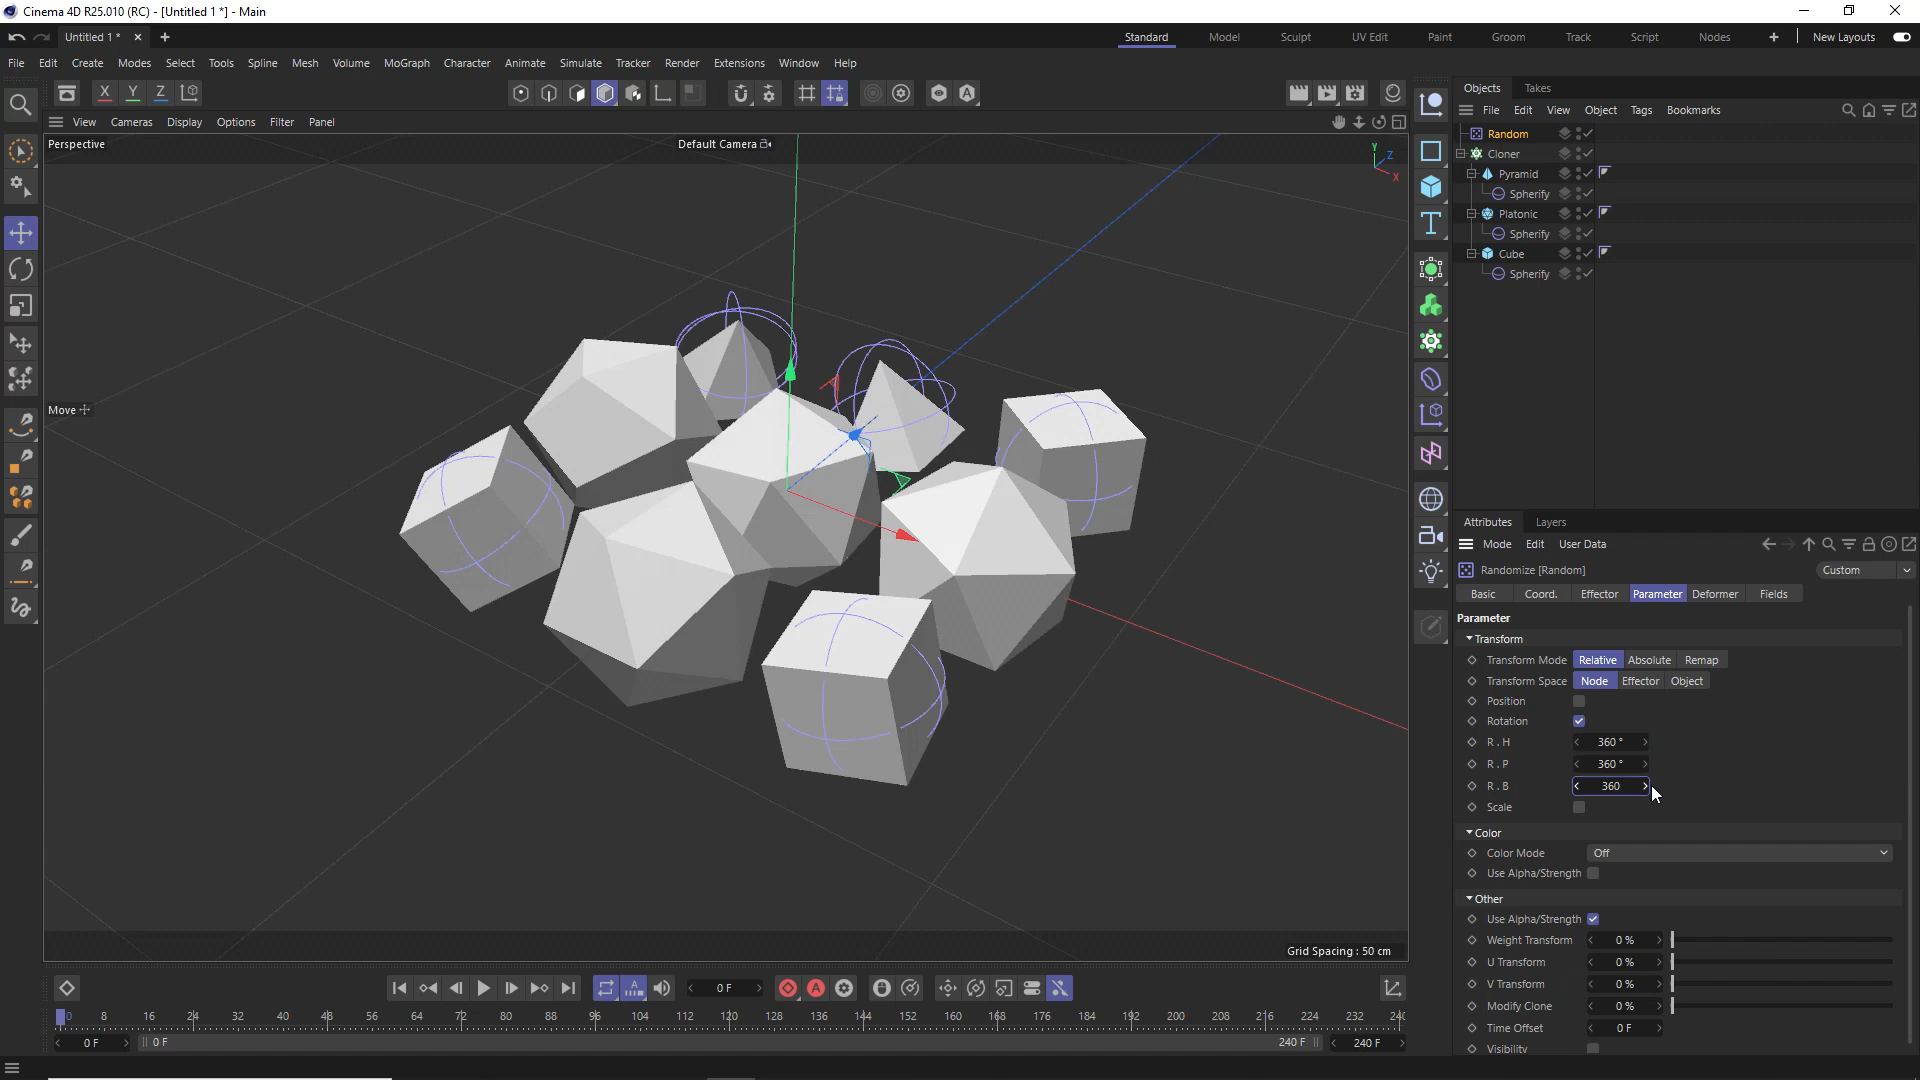 Cinema 4D R25.010 (RC) - [Untitled 1 *] - Main
Untitled 1 *
Standard Model Sculpt UV Edit Paint Groom Track Script Nodes New Layouts
File Edit Create Modes Select Tools Spline Mesh Volume MoGraph Character Animate Simulate Tracker Render Extensions Window Help
X Y Z
View Cameras Display Options Filter Panel
Perspective
Default Camera
Y
Z
X
Move
Grid Spacing : 50 cm
Objects Takes
File Edit View Object Tags Bookmarks
Random
Cloner
Pyramid
Spherify
Platonic
Spherify
Cube
Spherify
Attributes Layers
Mode Edit User Data
Randomize [Random] Custom
Basic Coord. Effector Parameter Deformer Fields
Parameter
Transform
Transform Mode Relative Absolute Remap
Transform Space Node Effector Object
Position
Rotation
R . H 360 °
R . P 360 °
R . B 360
Scale
Color
Color Mode Off
Use Alpha/Strength
Other
Use Alpha/Strength
Weight Transform 0 %
U Transform 0 %
V Transform 0 %
Modify Clone 0 %
Time Offset 0 F
Visibility
0 F
0 8 16 24 32 40 48 56 64 72 80 88 96 104 112 120 128 136 144 152 160 168 176 184 192 200 208 216 224 232 240
0 F 0 F 240 F 240 F